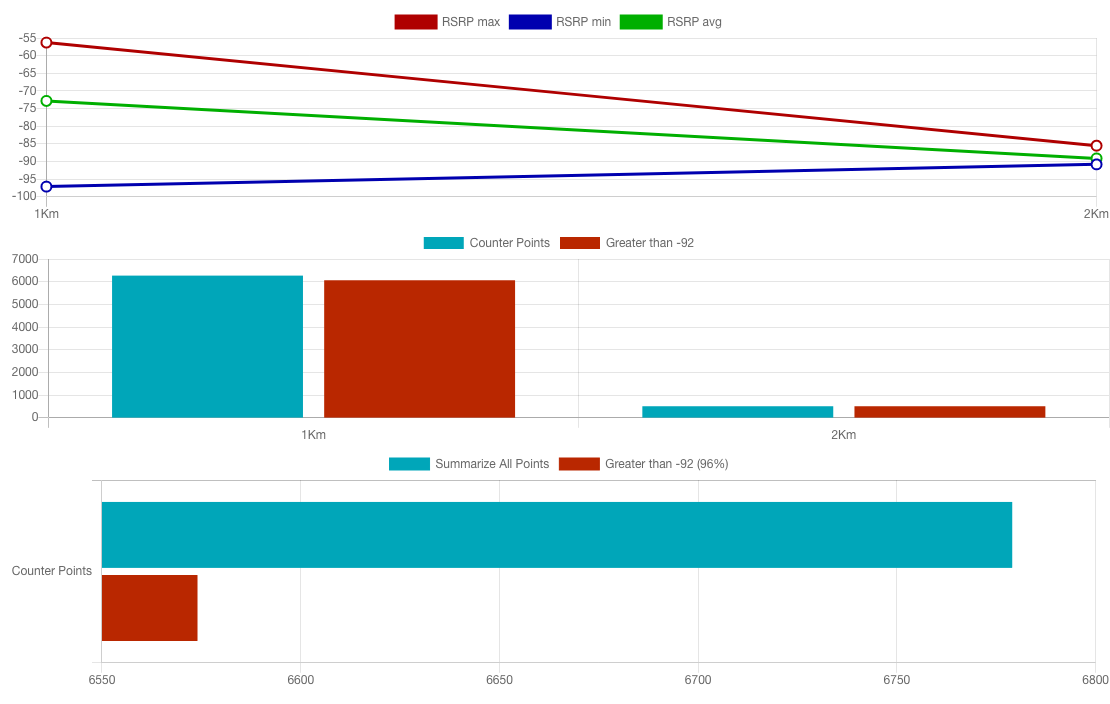 RSRP max RSRP min RSRP avg
-55
-60
-65
-70
-75
-80
-85
-90
-95
-100
1Km 2Km
Counter Points Greater than -92
7000
6000
5000
4000
3000
2000
1000
0
1Km 2Km
Summarize All Points Greater than -92 (96%)
Counter Points
6550 6600 6650 6700 6750 6800